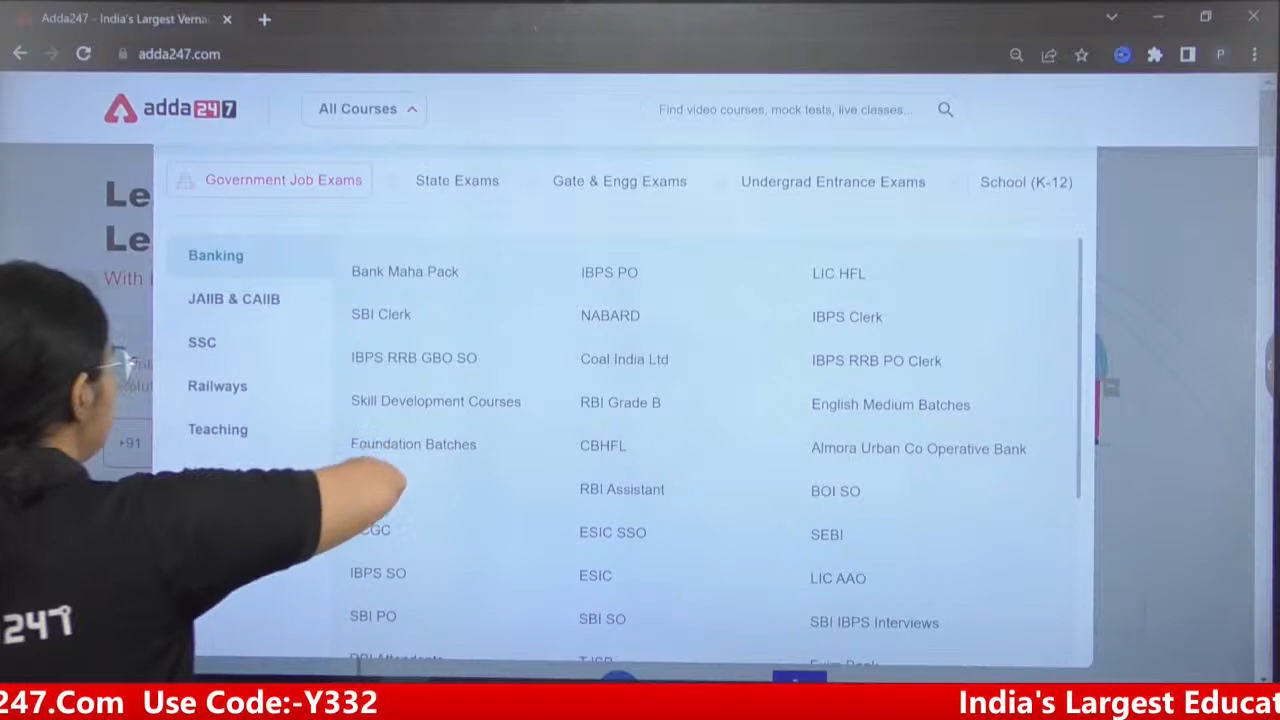 Adda247 - India's Largest Verna
adda247.com
P
adda247
All Courses
Find video courses, mock tests, live classes...
Government Job Exams
State Exams
Gate & Engg Exams
Undergrad Entrance Exams
School (K-12)
Le
Le
With
+91
Banking
JAIIB & CAIIB
SSC
Railways
Teaching
Bank Maha Pack
IBPS PO
LIC HFL
SBI Clerk
NABARD
IBPS Clerk
IBPS RRB GBO SO
Coal India Ltd
IBPS RRB PO Clerk
Skill Development Courses
RBI Grade B
English Medium Batches
Foundation Batches
CBHFL
Almora Urban Co Operative Bank
RBI Assistant
BOI SO
ESIC SSO
SEBI
IBPS SO
ESIC
LIC AAO
SBI PO
SBI SO
SBI IBPS Interviews
247
247.Com Use Code:-Y332
India's Largest Educat